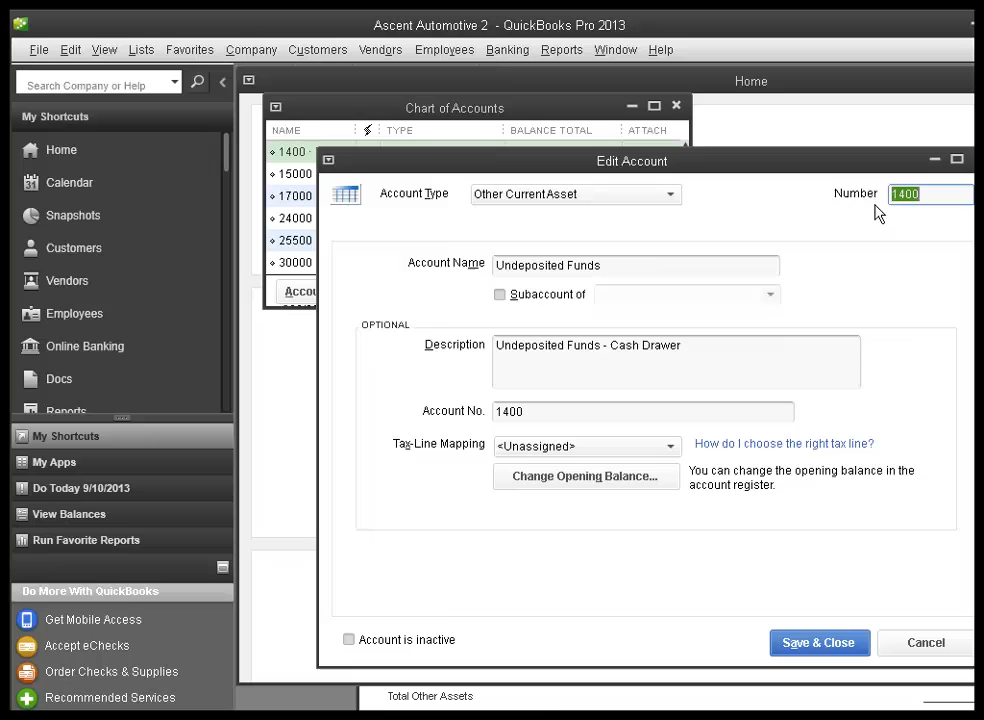 Ascent Automotive 2 - QuickBooks Pro 2013
File Edit View Lists Favorites Company Customers Vendors Employees Banking Reports Window Help
Search Company or Help
My Shortcuts
Home
Calendar
Snapshots
Customers
Vendors
Employees
Online Banking
Docs
Reports
My Shortcuts
My Apps
Do Today 9/10/2013
View Balances
Run Favorite Reports
Do More With QuickBooks
Get Mobile Access
Accept eChecks
Order Checks & Supplies
Recommended Services
Home
Chart of Accounts
NAME TYPE BALANCE TOTAL ATTACH
1400 ·
15000
17000
24000
25500
30000
Accou
Edit Account
Account Type Other Current Asset Number 1400
Account Name Undeposited Funds
Subaccount of
OPTIONAL
Description Undeposited Funds - Cash Drawer
Account No. 1400
Tax-Line Mapping <Unassigned> How do I choose the right tax line?
Change Opening Balance... You can change the opening balance in the
account register.
Account is inactive Save & Close Cancel
Total Other Assets